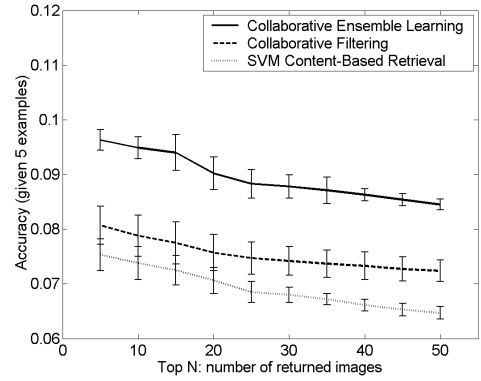 0.12
0.11
0.1
0.09
0.08
0.07
0.06
Accuracy (given 5 examples)
Collaborative Ensemble Learning
Collaborative Filtering
SVM Content-Based Retrieval
0 10 20 30 40 50
Top N: number of returned images